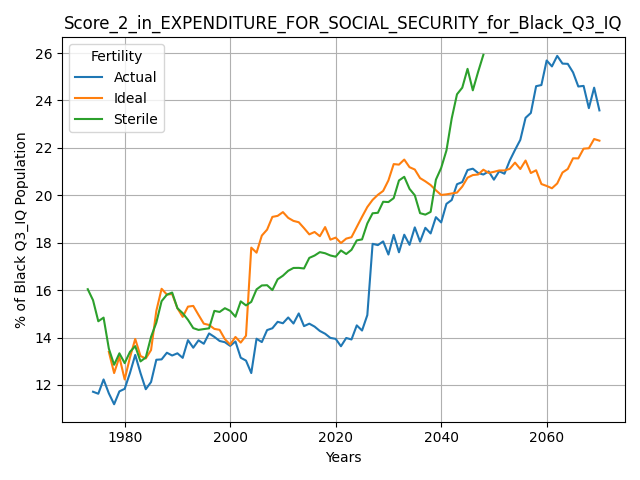 Score_2_in_EXPENDITURE_FOR_SOCIAL_SECURITY_for_Black_Q3_IQ
Fertility
Actual
Ideal
Sterile
% of Black Q3_IQ Population
26
24
22
20
18
16
14
12
1980
2000
2020
2040
2060
Years